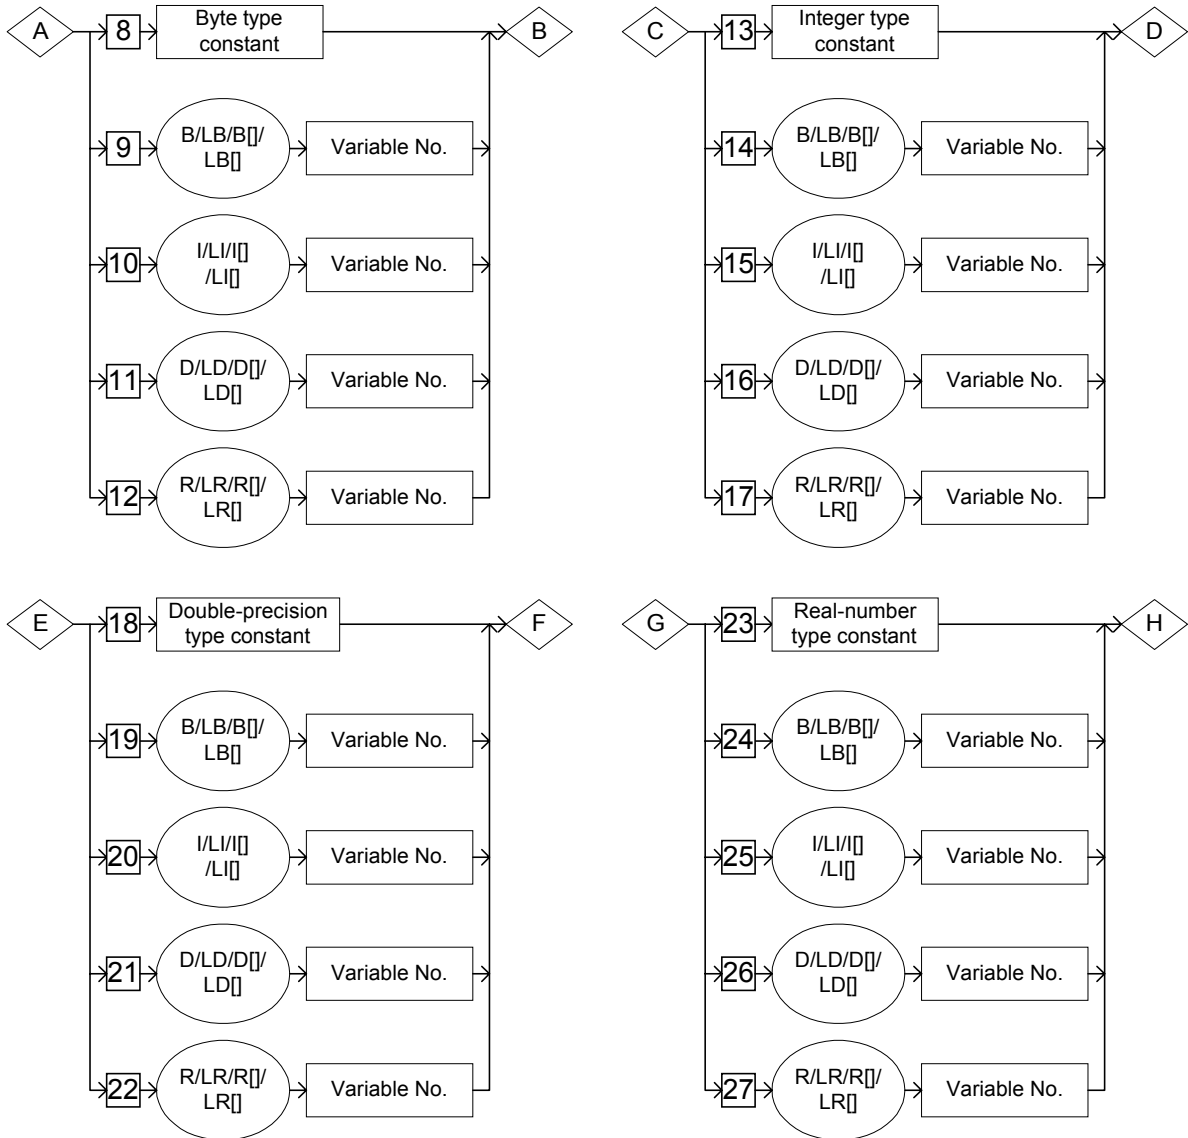 A
8
Byte type
constant
B
9
B/LB/B[]/
LB[]
Variable No.
10
I/LI/I[]
/LI[]
Variable No.
11
D/LD/D[]/
LD[]
Variable No.
12
R/LR/R[]/
LR[]
Variable No.
C
13
Integer type
constant
D
14
B/LB/B[]/
LB[]
Variable No.
15
I/LI/I[]
/LI[]
Variable No.
16
D/LD/D[]/
LD[]
Variable No.
17
R/LR/R[]/
LR[]
Variable No.
E
18
Double-precision
type constant
F
19
B/LB/B[]/
LB[]
Variable No.
20
I/LI/I[]
/LI[]
Variable No.
21
D/LD/D[]/
LD[]
Variable No.
22
R/LR/R[]/
LR[]
Variable No.
G
23
Real-number
type constant
H
24
B/LB/B[]/
LB[]
Variable No.
25
I/LI/I[]
/LI[]
Variable No.
26
D/LD/D[]/
LD[]
Variable No.
27
R/LR/R[]/
LR[]
Variable No.